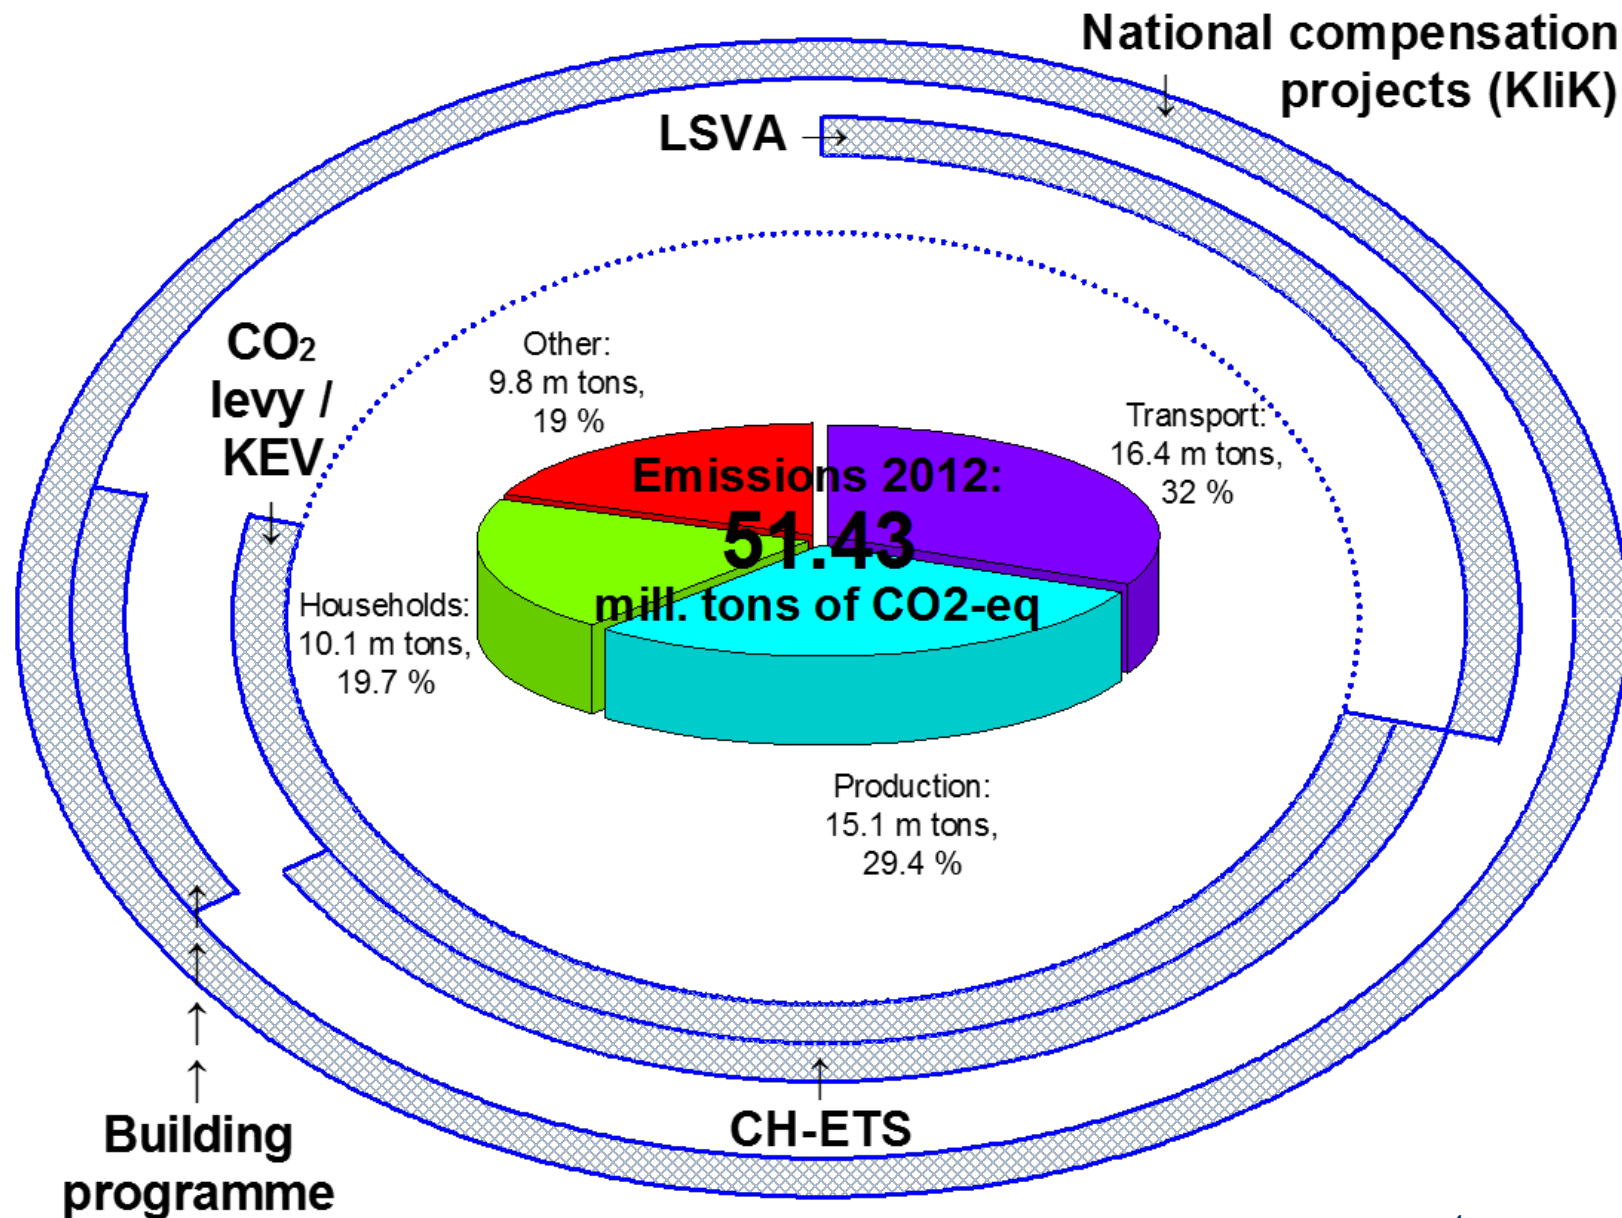 National compensation
projects (KliK)
LSVA →
CO₂
levy /
KEV
Other:
9.8 m tons,
19 %
Transport:
16.4 m tons,
32 %
Emissions 2012:
51.43
mill. tons of CO2-eq
Households:
10.1 m tons,
19.7 %
Production:
15.1 m tons,
29.4 %
CH-ETS
Building
programme